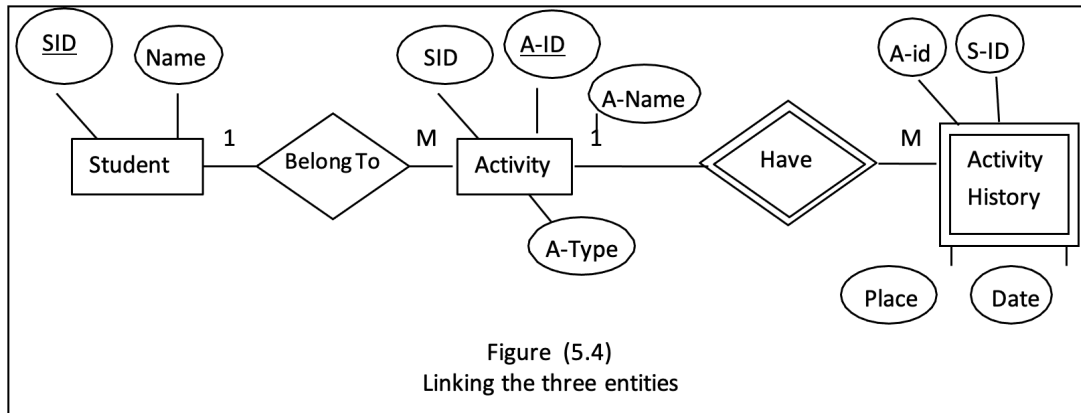 SID
Name
SID
A-ID
A-Name
A-id
S-ID
Student
1
Belong To
M
Activity
1
Have
M
Activity
History
A-Type
Place
Date
Figure (5.4)
Linking the three entities